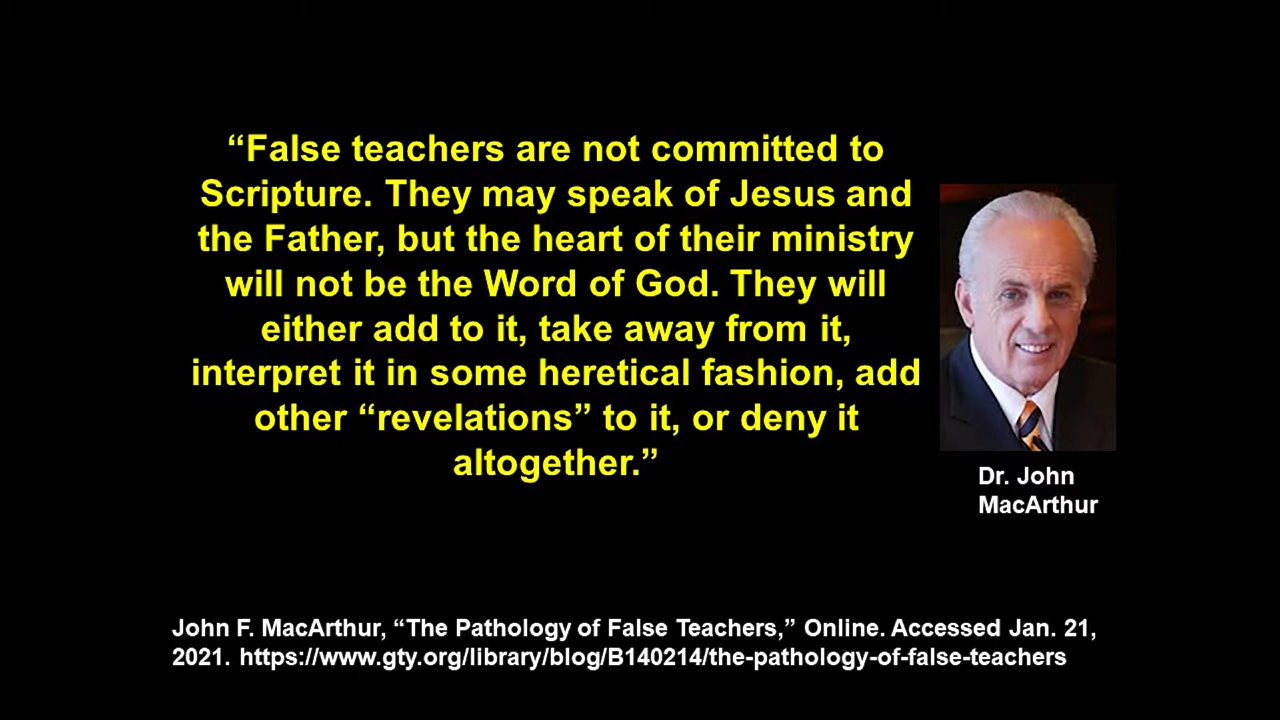 “False teachers are not committed to
Scripture. They may speak of Jesus and
the Father, but the heart of their ministry
will not be the Word of God. They will
either add to it, take away from it,
interpret it in some heretical fashion, add
other “revelations” to it, or deny it
altogether.”
Dr. John
MacArthur
John F. MacArthur, “The Pathology of False Teachers,” Online. Accessed Jan. 21,
2021. https://www.gty.org/library/blog/B140214/the-pathology-of-false-teachers